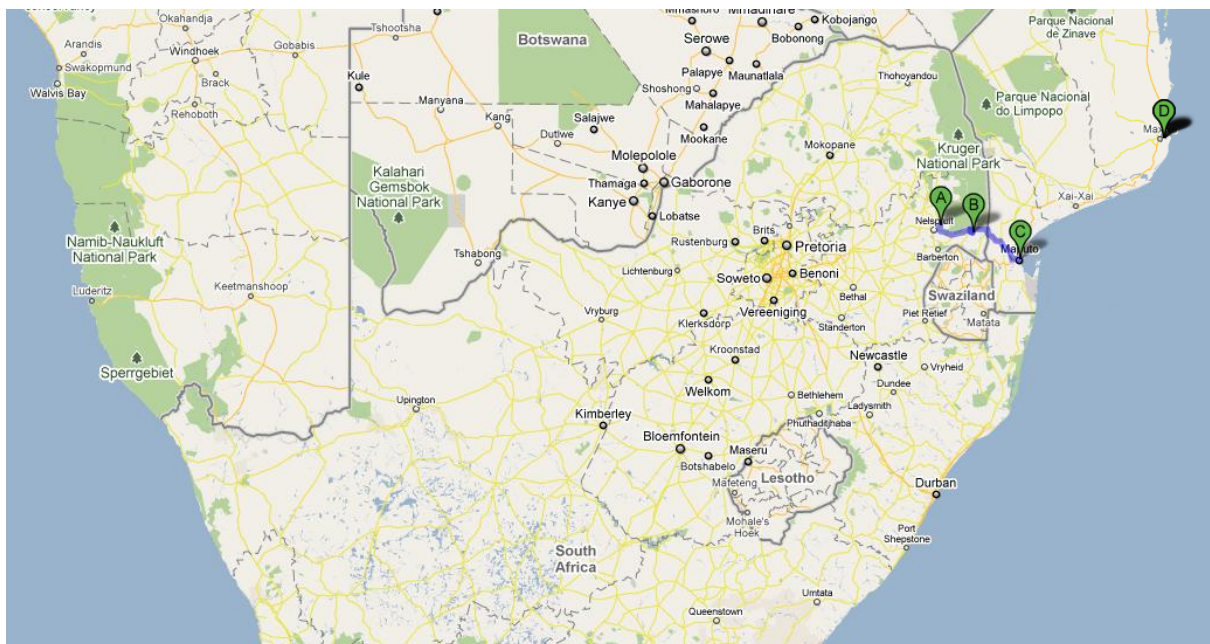 Okahandja
Tshootsha
Mmadinare
Kobojango
Parque Nacional
de Zinave
Arandis
Windhoek
Gobabis
Botswana
Serowe
Bobonong
Swakopmund
Walvis Bay
Brack
Rehoboth
Kule
Palapye
Maunatlala
Shoshong
Mahalapye
Thohoyandou
Manyana
Kang
Salajwe
Dutlwe
Mookane
Parque Nacional
do Limpopo
D
Kalahari
Gemsbok
National Park
Molepolole
Thamaga
Gaborone
Kanye
Lobatse
Mokopane
Kruger
National Park
Xai-Xai
A
B
C
Nelspruit
Namib-Naukluft
National Park
Tshabong
Rustenburg
Brits
Pretoria
Barberton
Luderitz
Keetmanshoop
Lichtenburg
Soweto
Benoni
Bethal
Swaziland
Vryburg
Klerksdorp
Vereeniging
Standerton
Piet Retief
Matata
Sperrgebiet
Kroonstad
Newcastle
Vryheid
Dundee
Upington
Welkom
Bethlehem
Ladysmith
Phuthaditjhaba
Kimberley
Bloemfontein
Botshabelo
Maseru
Mafeteng
Lesotho
Durban
Mohale's
Hoek
Port
Shepstone
South
Africa
Umtata
Queenstown